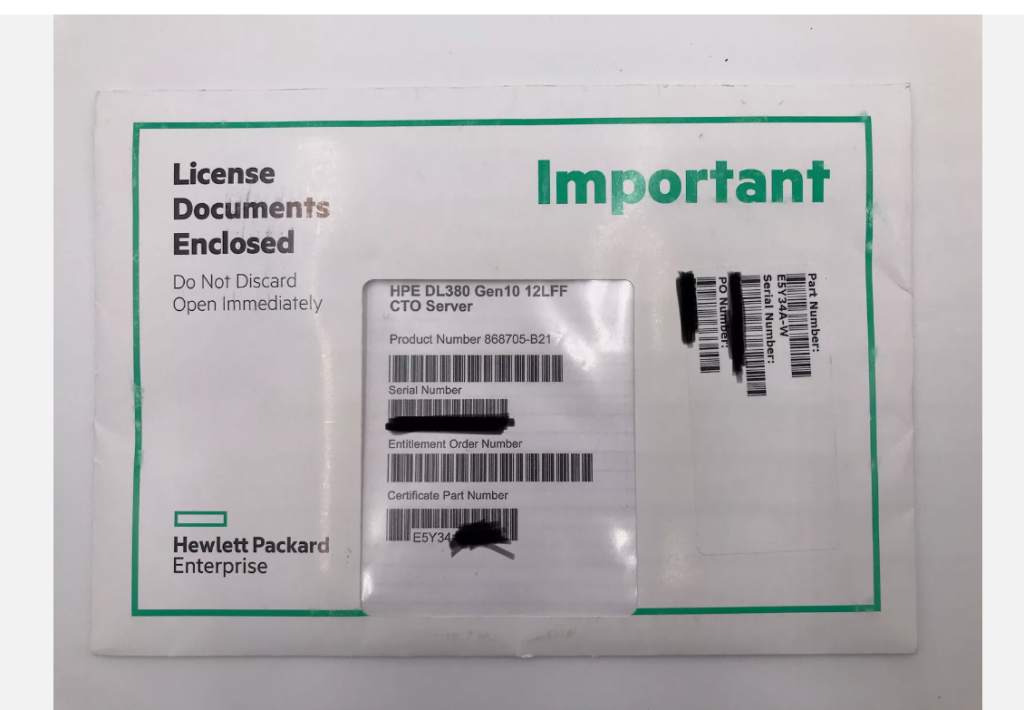 License
Documents
Enclosed
Do Not Discard
Open Immediately
Important
HPE DL380 Gen10 12LFF
CTO Server
Product Number 868705-B21
Serial Number
Entitlement Order Number
Certificate Part Number
E5Y34
Part Number:
E5Y34A-W
Serial Number:
PO Number:
Hewlett Packard
Enterprise